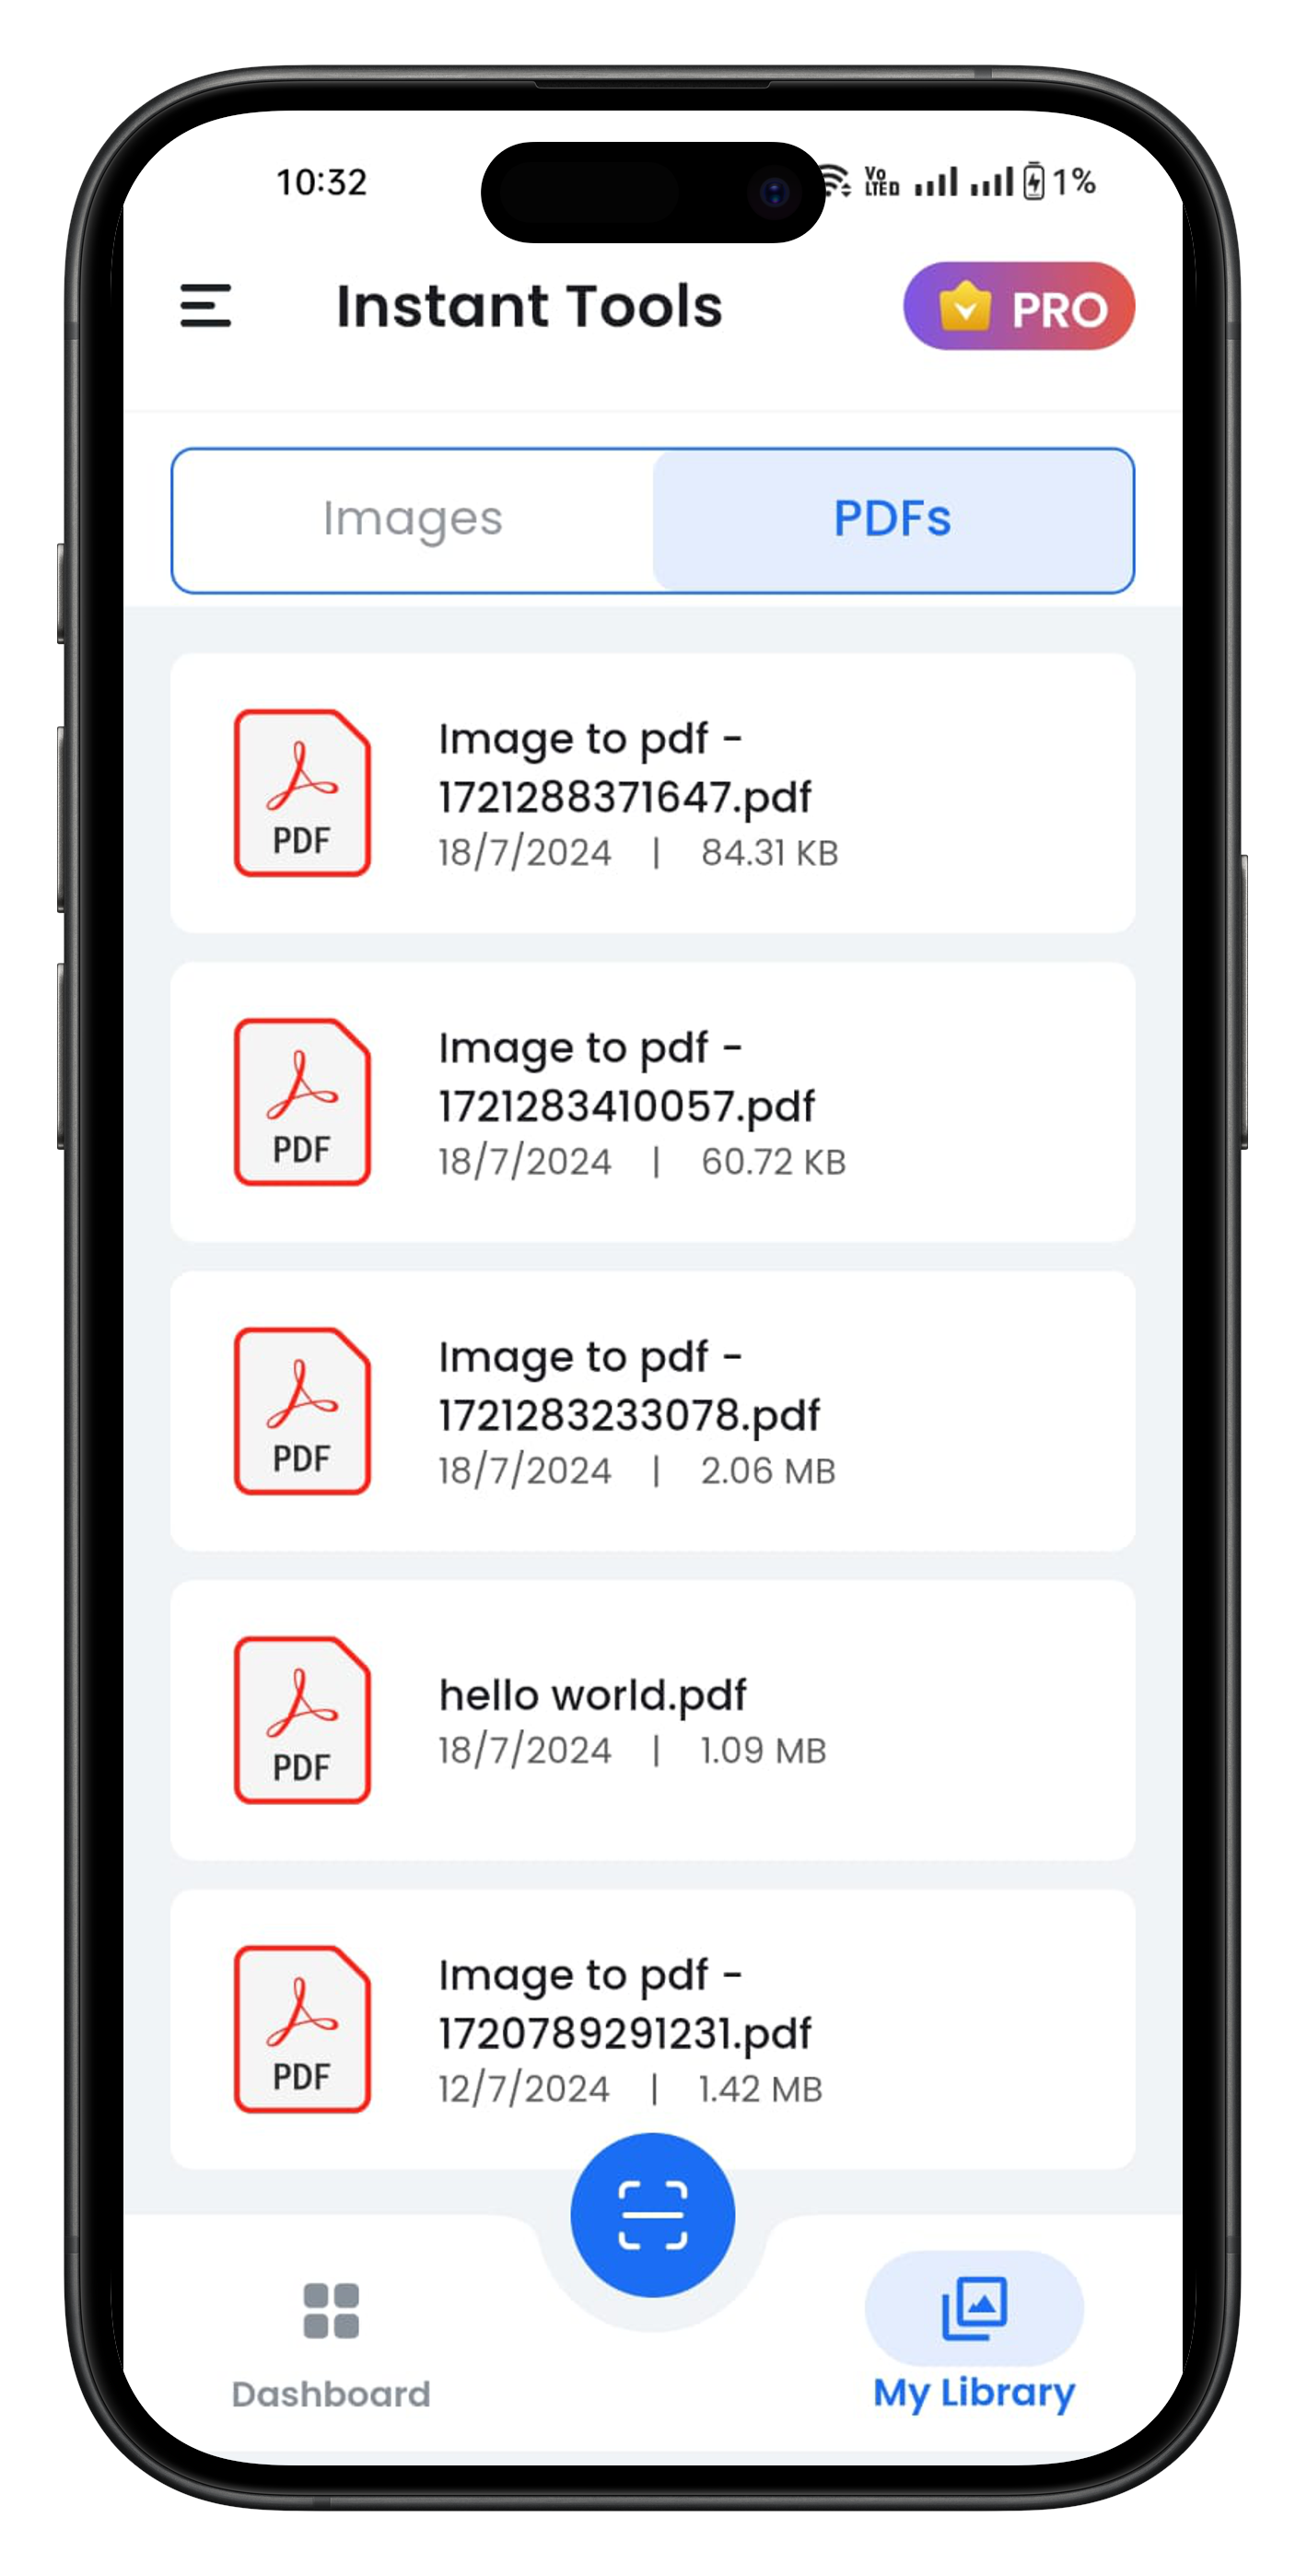 10:32 Vo LTE D 1%
Instant Tools PRO
Images PDFs
Image to pdf -
1721288371647.pdf
PDF
18/7/2024 | 84.31 KB
Image to pdf -
1721283410057.pdf
PDF
18/7/2024 | 60.72 KB
Image to pdf -
1721283233078.pdf
PDF
18/7/2024 | 2.06 MB
hello world.pdf
PDF
18/7/2024 | 1.09 MB
Image to pdf -
1720789291231.pdf
PDF
12/7/2024 | 1.42 MB
Dashboard My Library